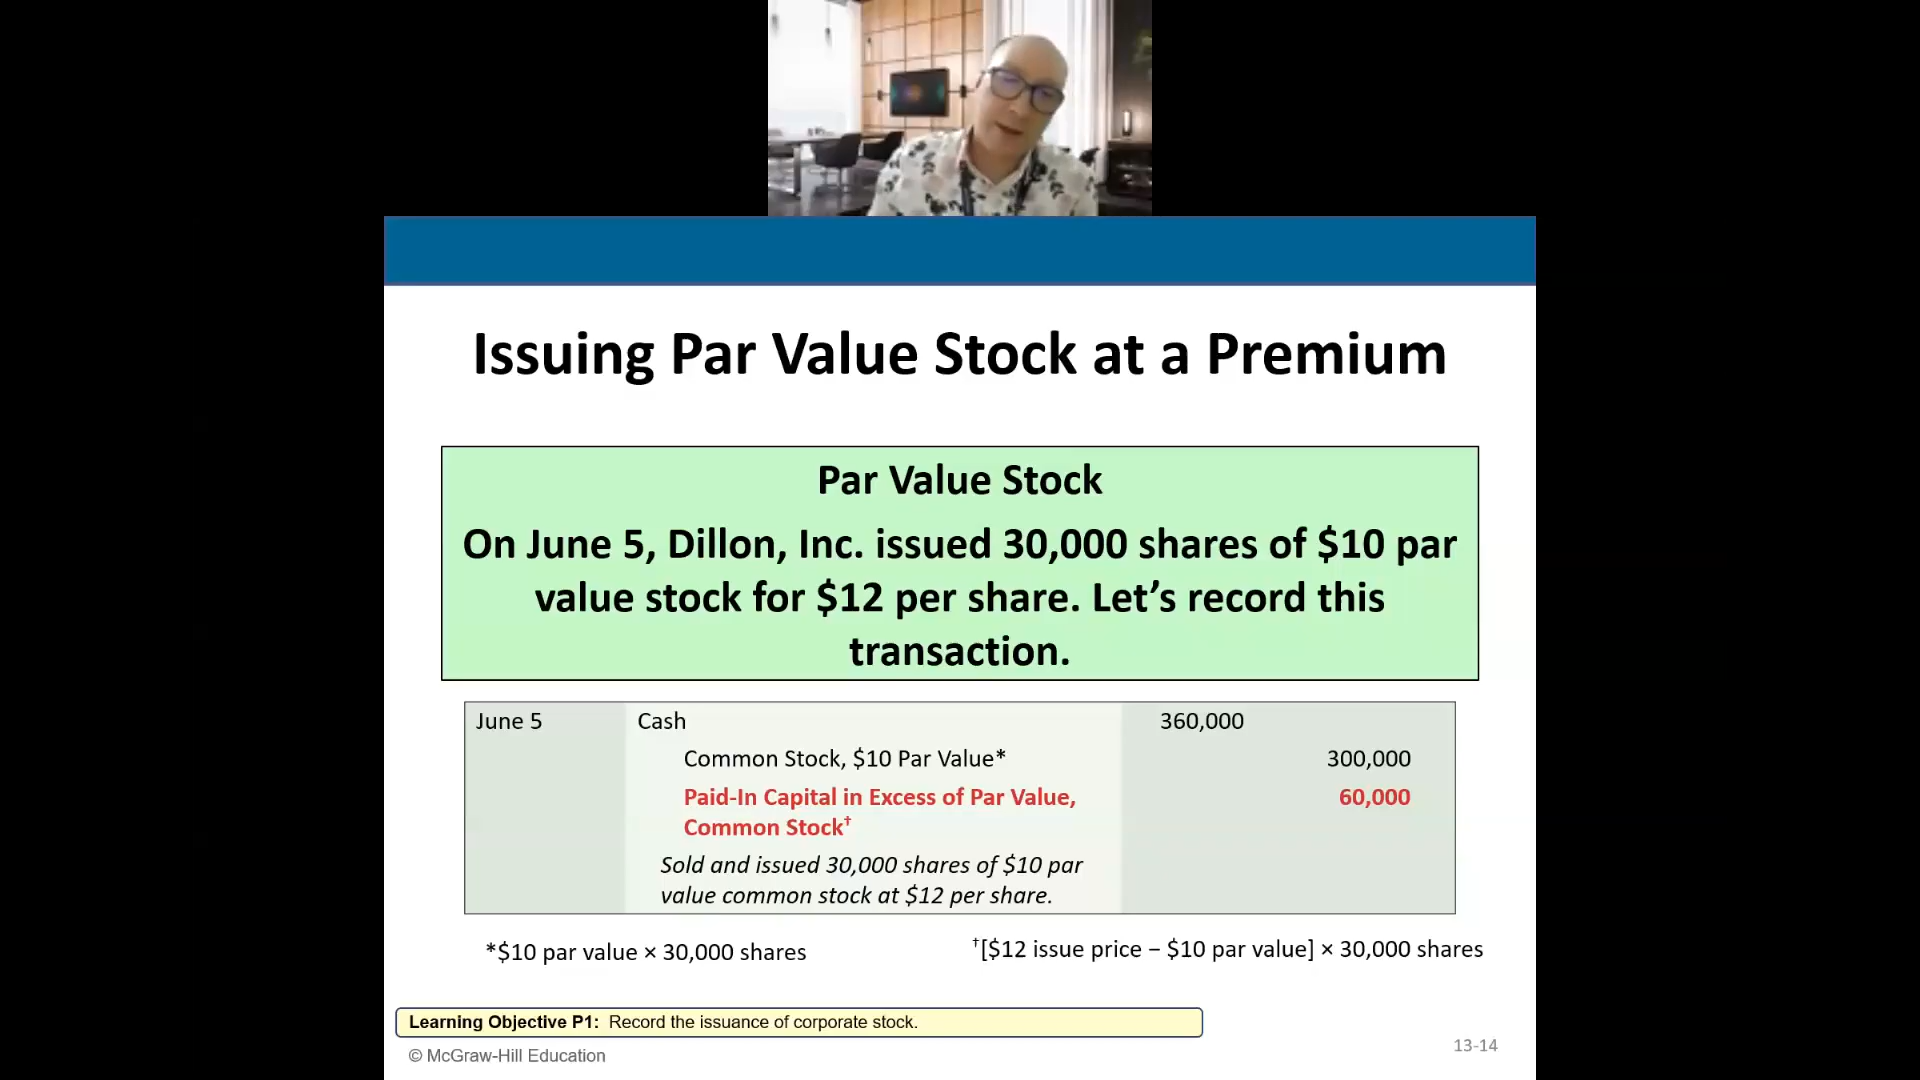 Issuing Par Value Stock at a Premium
Par Value Stock
On June 5, Dillon, Inc. issued 30,000 shares of $10 par
value stock for $12 per share. Let’s record this
transaction.
June 5 Cash 360,000
Common Stock, $10 Par Value* 300,000
Paid-In Capital in Excess of Par Value, 60,000
Common Stock†
Sold and issued 30,000 shares of $10 par
value common stock at $12 per share.
*$10 par value × 30,000 shares
†[$12 issue price − $10 par value] × 30,000 shares
Learning Objective P1: Record the issuance of corporate stock.
© McGraw-Hill Education
13-14